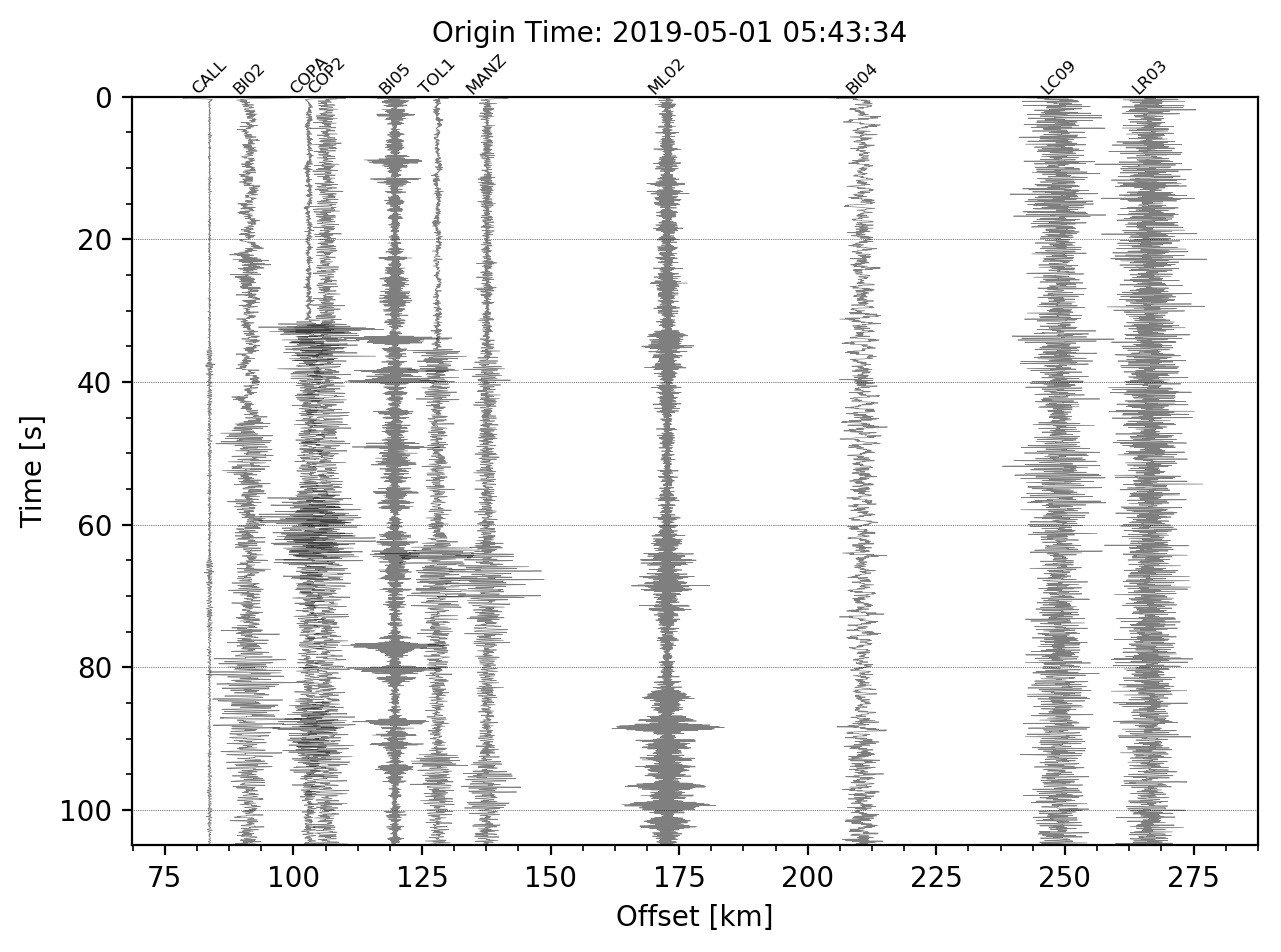 Origin Time: 2019-05-01 05:43:34
CALL BI02 COPA COP2 BI05 TOL1 MANZ ML02 BI04 LC09 LR03
0
20
40
60
80
100
Time [s]
75 100 125 150 175 200 225 250 275
Offset [km]